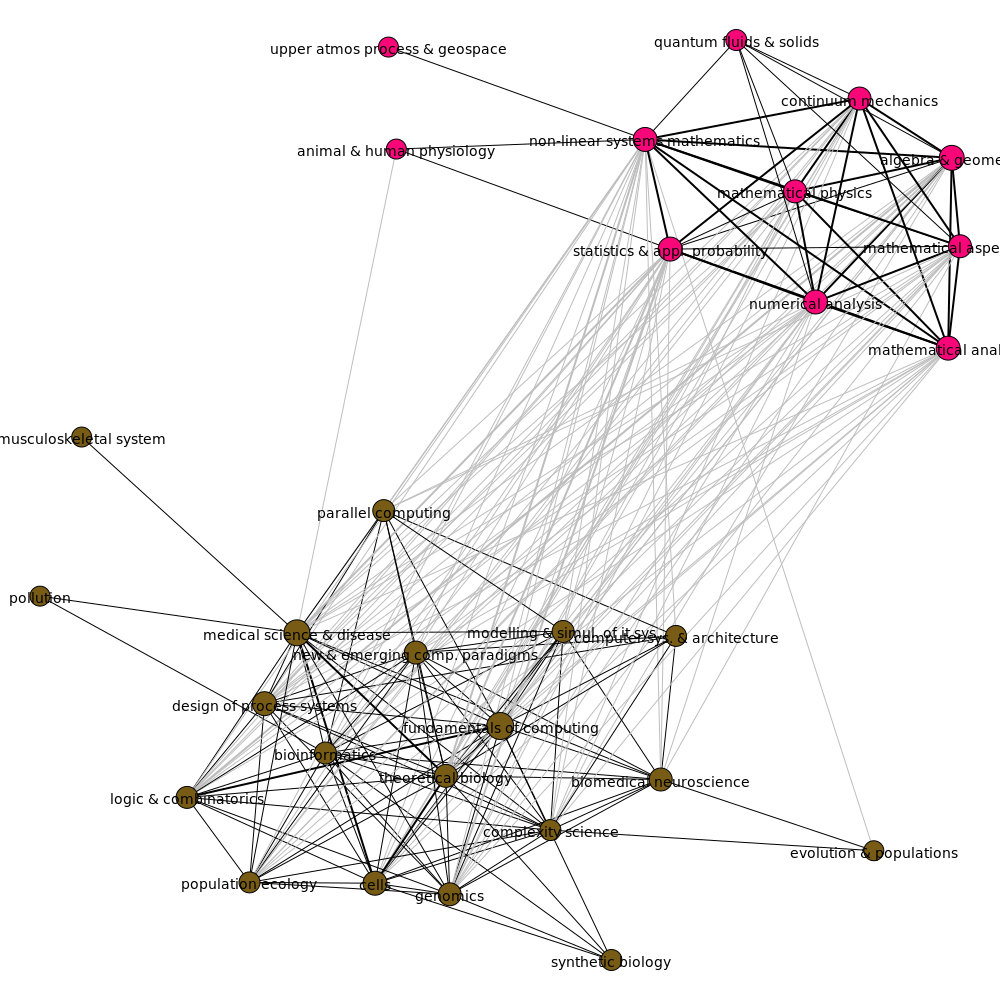 quantum fluids & solids
upper atmos process & geospace
continuum mechanics
non-linear systems mathematics
animal & human physiology
algebra & geome
mathematical physics
statistics & appl. probability
mathematical aspe
numerical analysis
mathematical anal
musculoskeletal system
parallel computing
pollution
medical science & disease
modelling & simul. of it sys.
computer sys. & architecture
new & emerging comp. paradigms
design of process systems
fundamentals of computing
bioinformatics
theoretical biology
biomedical neuroscience
logic & combinatorics
complexity science
evolution & populations
population ecology
cells
genomics
synthetic biology